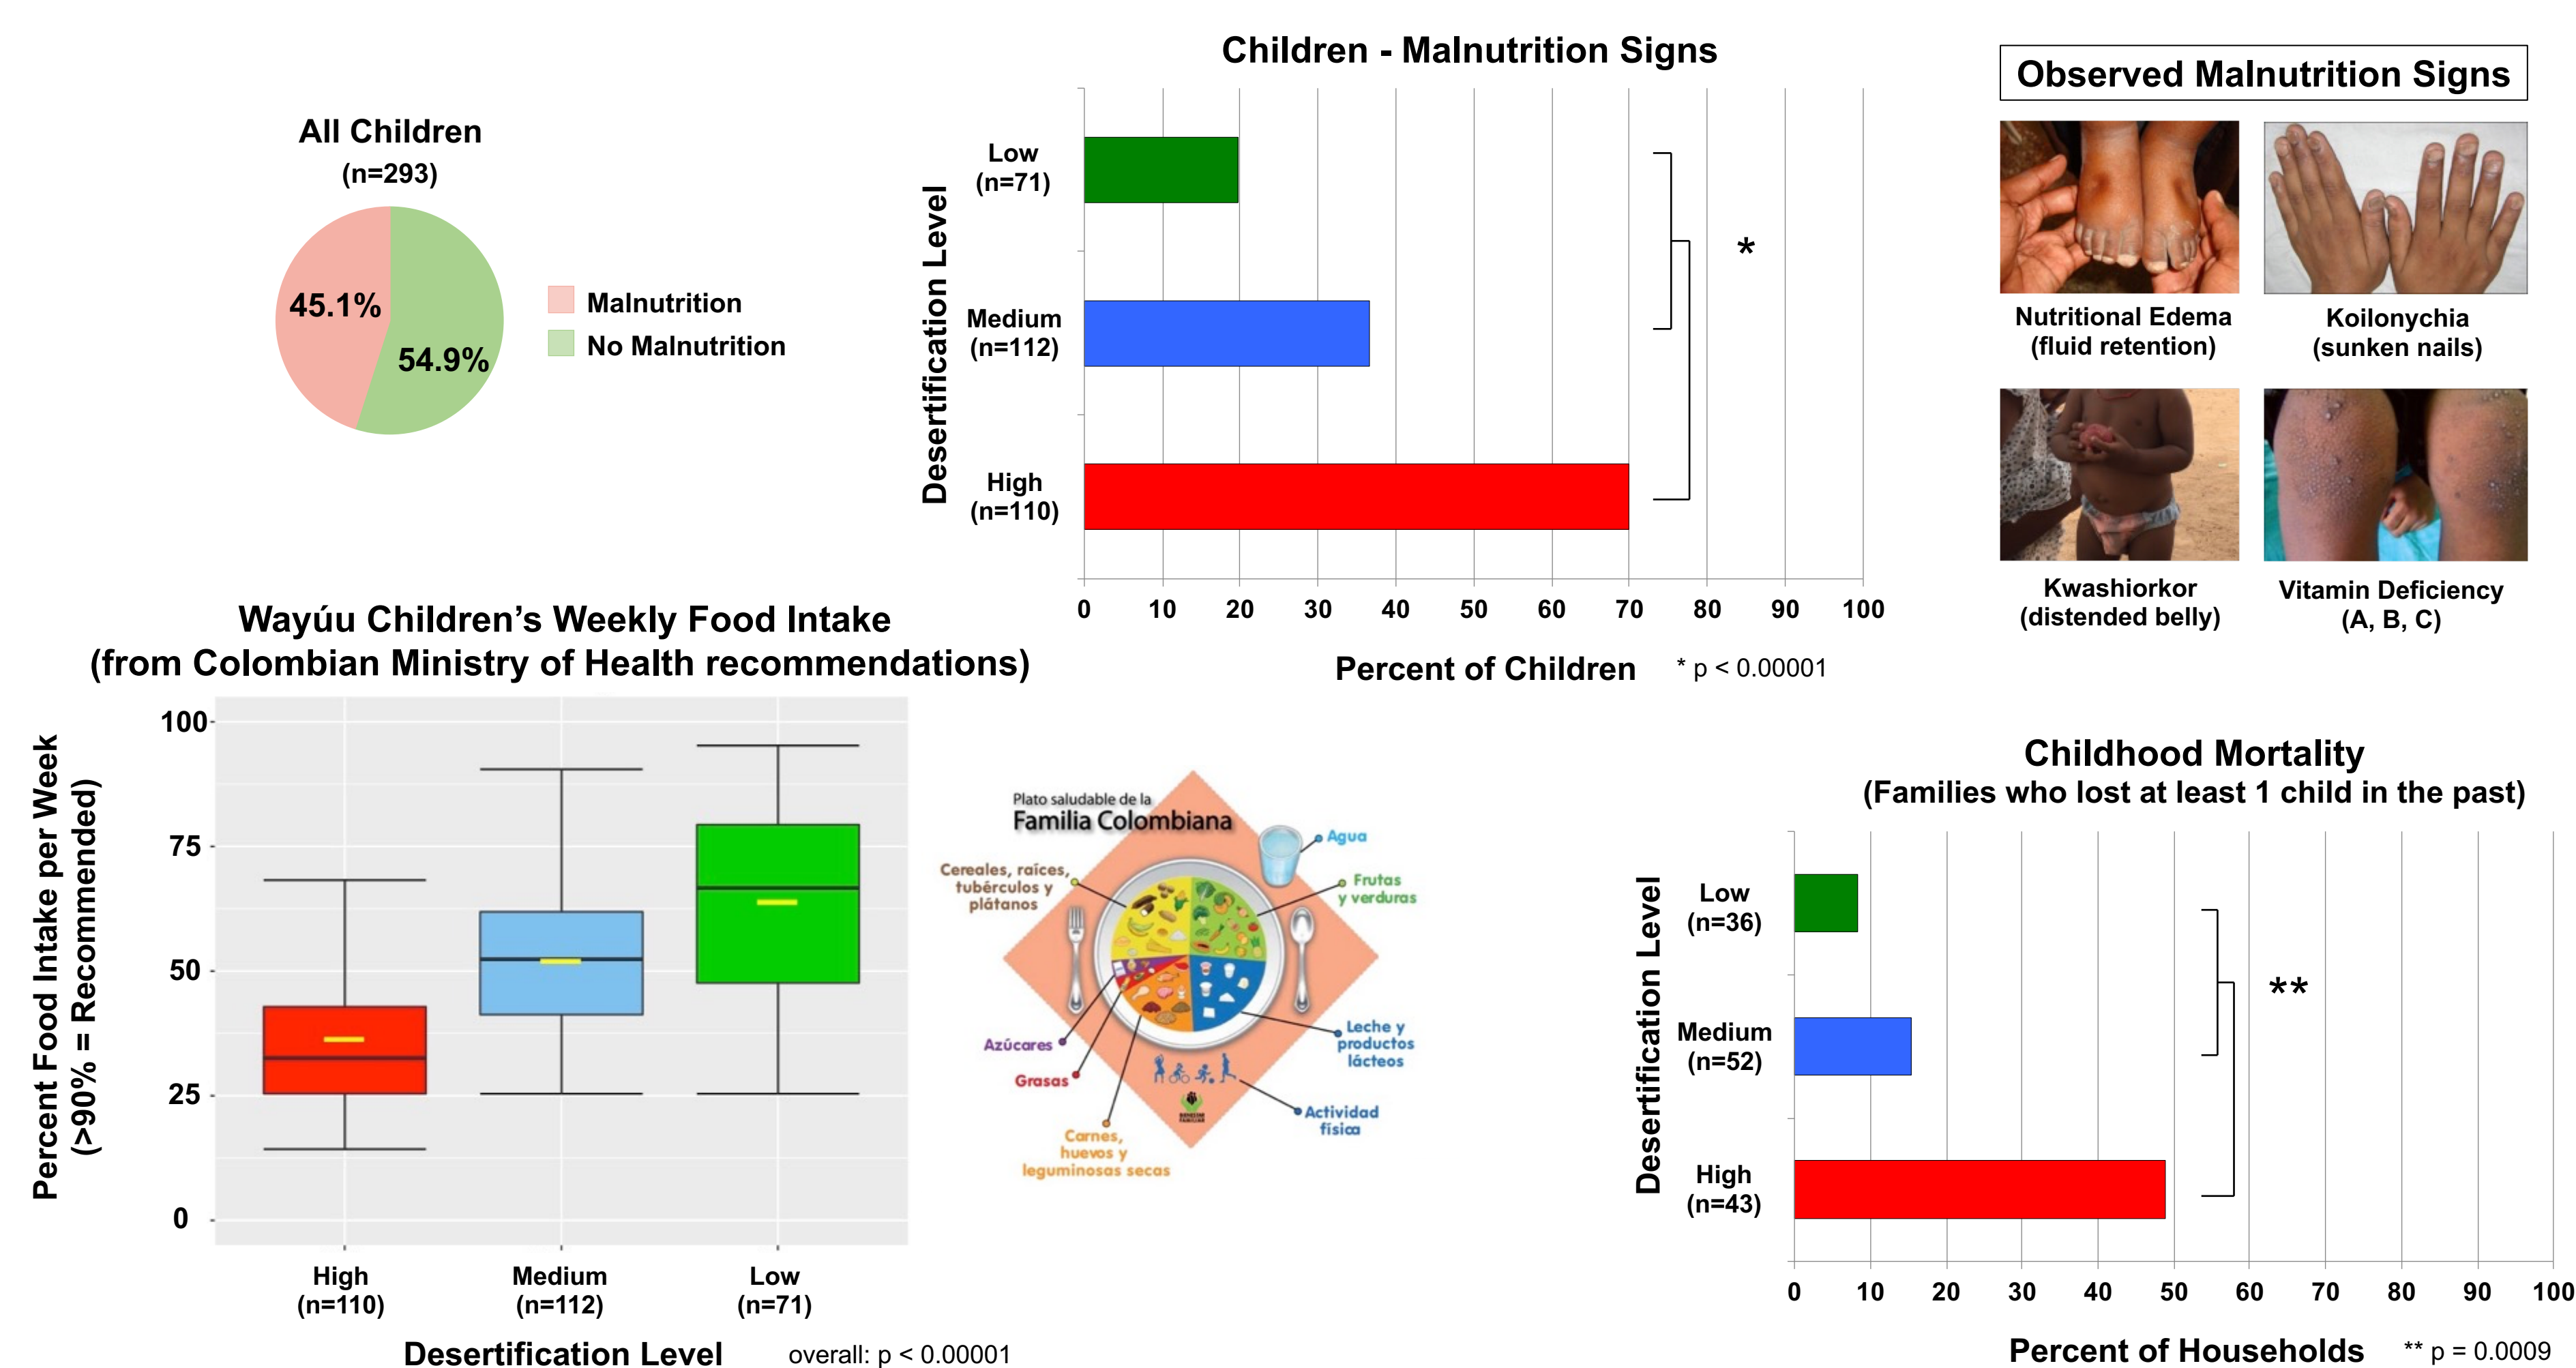 All Children
(n=293)
45.1%
54.9%
Malnutrition
No Malnutrition
Children - Malnutrition Signs
Desertification Level
Low
(n=71)
Medium
(n=112)
High
(n=110)
*
0 10 20 30 40 50 60 70 80 90 100
Percent of Children
* p < 0.00001
Observed Malnutrition Signs
Nutritional Edema
(fluid retention)
Koilonychia
(sunken nails)
Kwashiorkor
(distended belly)
Vitamin Deficiency
(A, B, C)
Wayúu Children’s Weekly Food Intake
(from Colombian Ministry of Health recommendations)
Percent Food Intake per Week
(>90% = Recommended)
100
75
50
25
0
High
(n=110)
Medium
(n=112)
Low
(n=71)
Desertification Level
overall: p < 0.00001
Plato saludable de la
Familia Colombiana
Agua
Cereales, raíces,
tubérculos y
plátanos
Frutas
y verduras
Azúcares
Grasas
Leche y
productos
lácteos
Carnes,
huevos y
leguminosas secas
Actividad
física
BIENESTAR
FAMILIAR
Childhood Mortality
(Families who lost at least 1 child in the past)
Desertification Level
Low
(n=36)
Medium
(n=52)
High
(n=43)
**
0 10 20 30 40 50 60 70 80 90 100
Percent of Households
** p = 0.0009